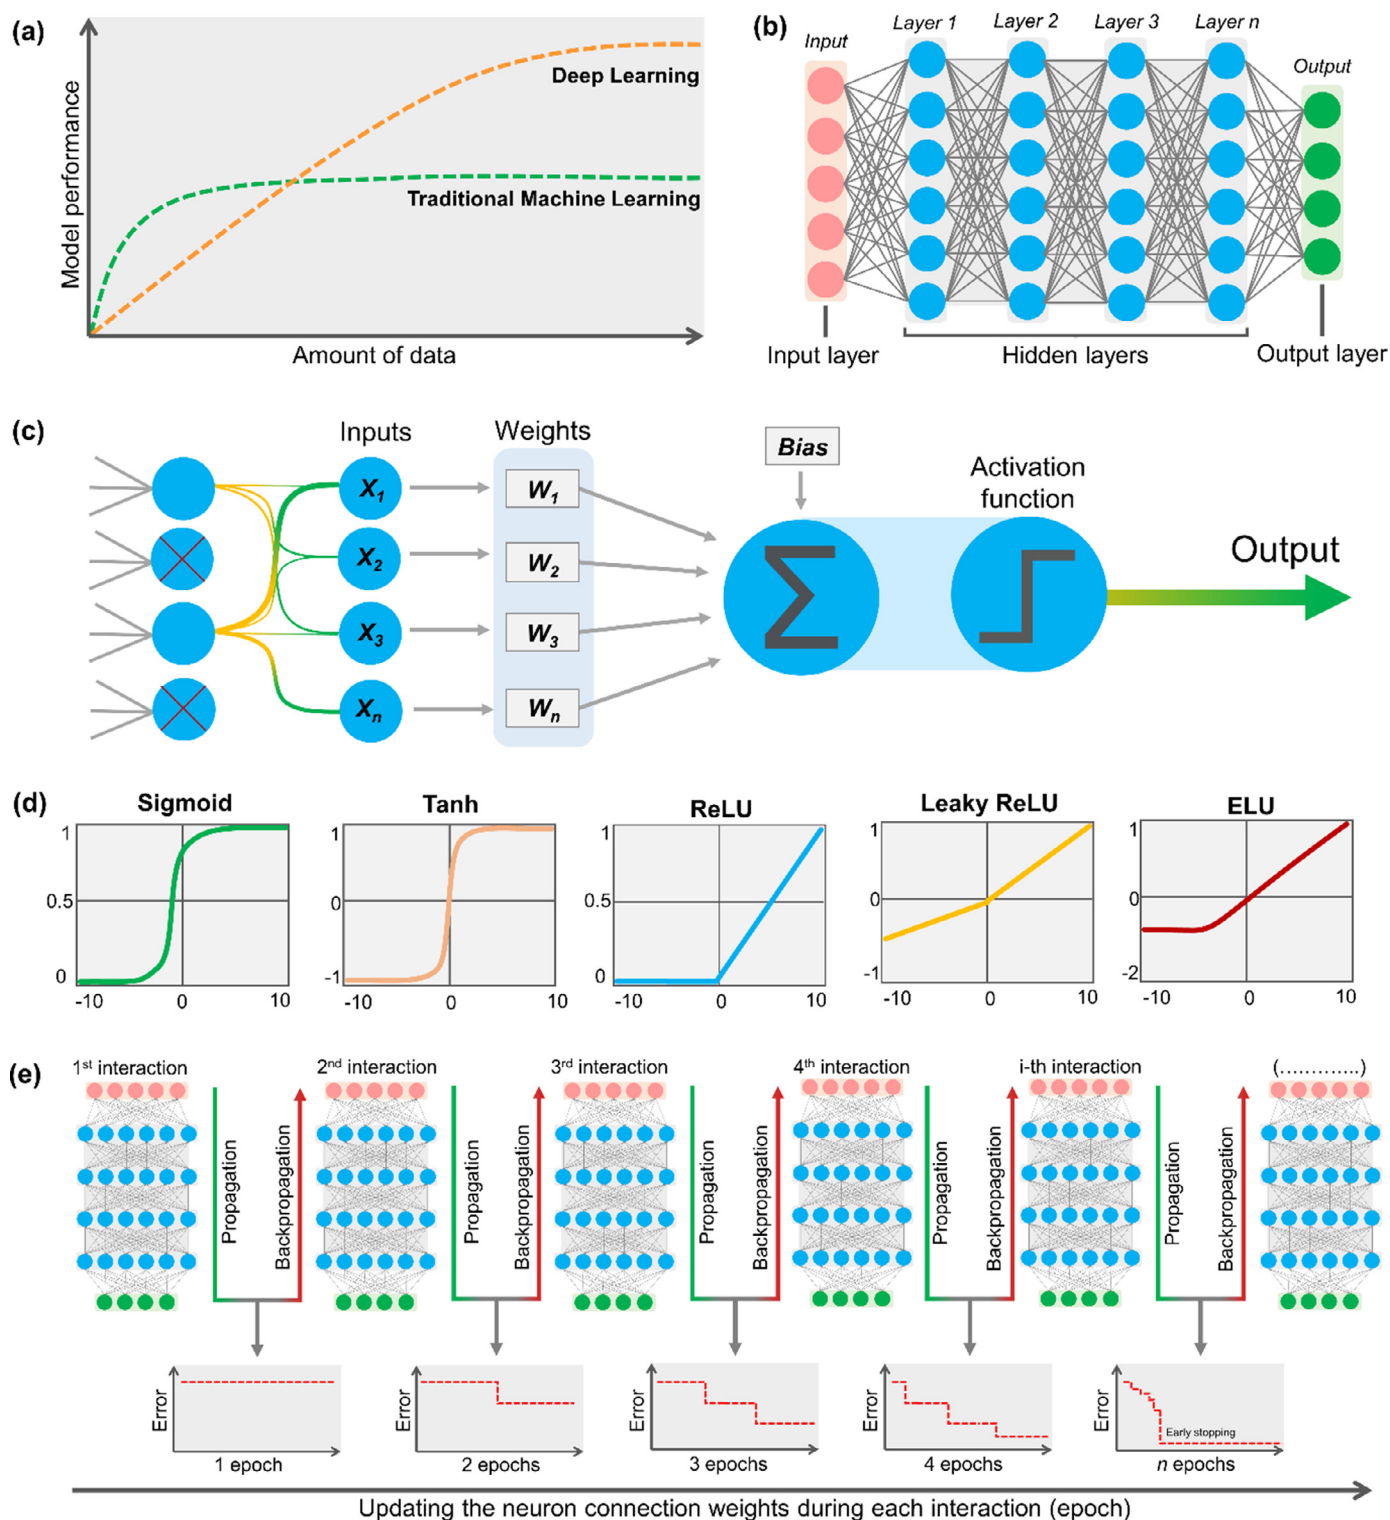 (a)
Model performance
Deep Learning
Traditional Machine Learning
Amount of data
(b)
Input
Layer 1
Layer 2
Layer 3
Layer n
Output
Input layer
Hidden layers
Output layer
(c)
Inputs
Weights
Bias
Activation
function
X1
X2
X3
Xn
W1
W2
W3
Wn
Σ
Output
(d)
Sigmoid
1
0.5
0
-10
0
10
Tanh
1
0
-1
-10
0
10
ReLU
1
0.5
0
-10
0
10
Leaky ReLU
1
0
-1
-10
0
10
ELU
1
0
-2
-10
0
10
(e)
1st interaction
2nd interaction
3rd interaction
4th interaction
i-th interaction
(.............)
Propagation
Backpropagation
Propagation
Backpropagation
Propagation
Backpropagation
Propagation
Backpropagation
Propagation
Backpropagation
Error
1 epoch
Error
2 epochs
Error
3 epochs
Error
4 epochs
Error
Early stopping
n epochs
Updating the neuron connection weights during each interaction (epoch)